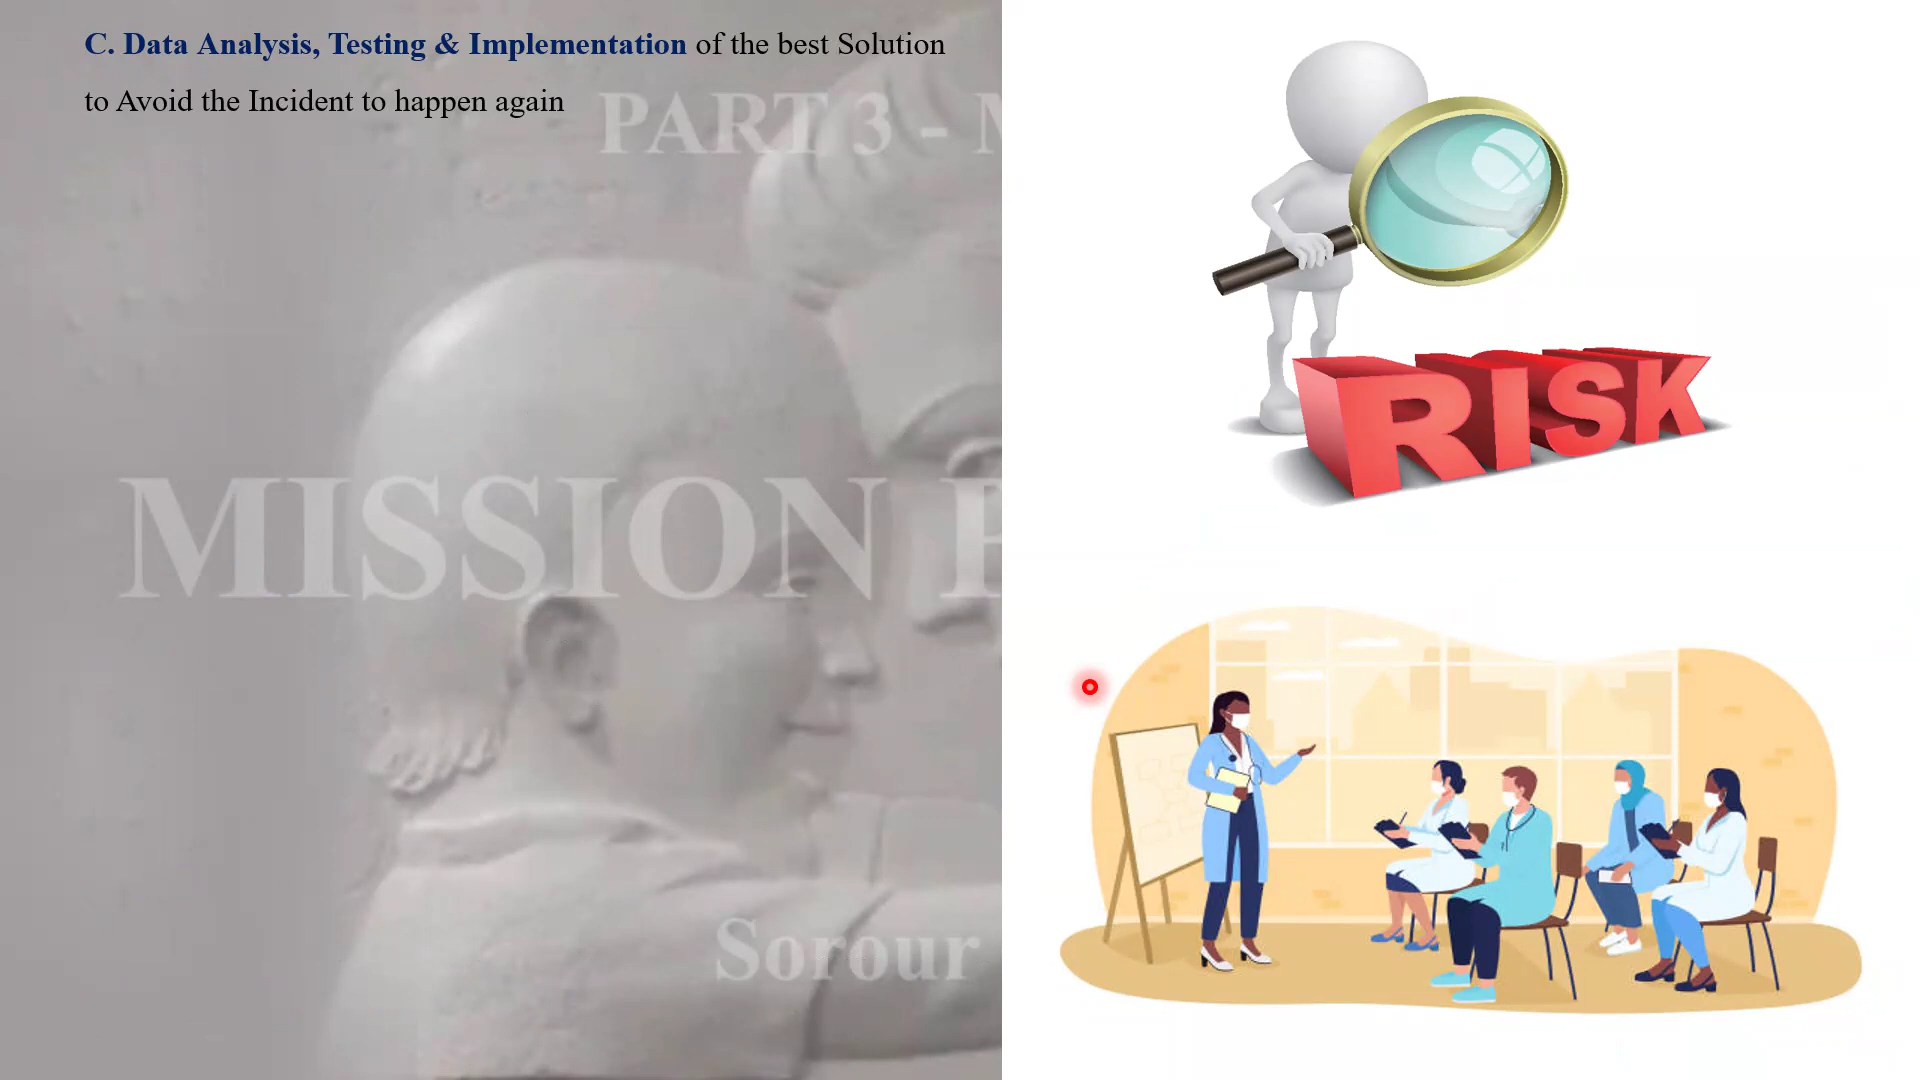 C. Data Analysis, Testing & Implementation of the best Solution
to Avoid the Incident to happen again
PART 3 -
MISSION
Sorour
RISK